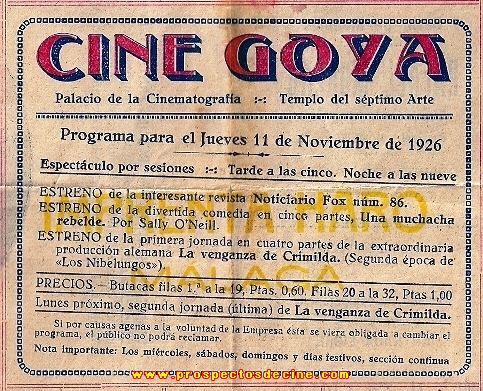 CINE GOYA
Palacio de la Cinematografía :-: Templo del séptimo Arte
Programa para el Jueves 11 de Noviembre de 1926
Espectáculo por sesiones :-: Tarde a las cinco. Noche a las nueve
ESTRENO de la interesante revista Noticiario Fox núm. 86.
ESTRENO de la divertida comedia en cinco partes, Una muchacha
rebelde. Por Sally O'Neill.
ESTRENO de la primera jornada en cuatro partes de la extraordinaria
producción alemana La venganza de Crimilda. (Segunda época de
«Los Nibelungos»).
PRECIOS.—Butacas filas 1.ª a la 19, Ptas. 0,60. Filas 20 a la 32, Ptas 1,00
Lunes próximo, segunda jornada (última) de La venganza de Crimilda.
Si por causas agenas a la voluntad de la Empresa ésta se viera obligada a cambiar el
programa, el público no podrá reclamar.
Nota importante: Los miércoles, sábados, domingos y días festivos, sección continua
HARO
MALAGA
www.prospectosdecine.com